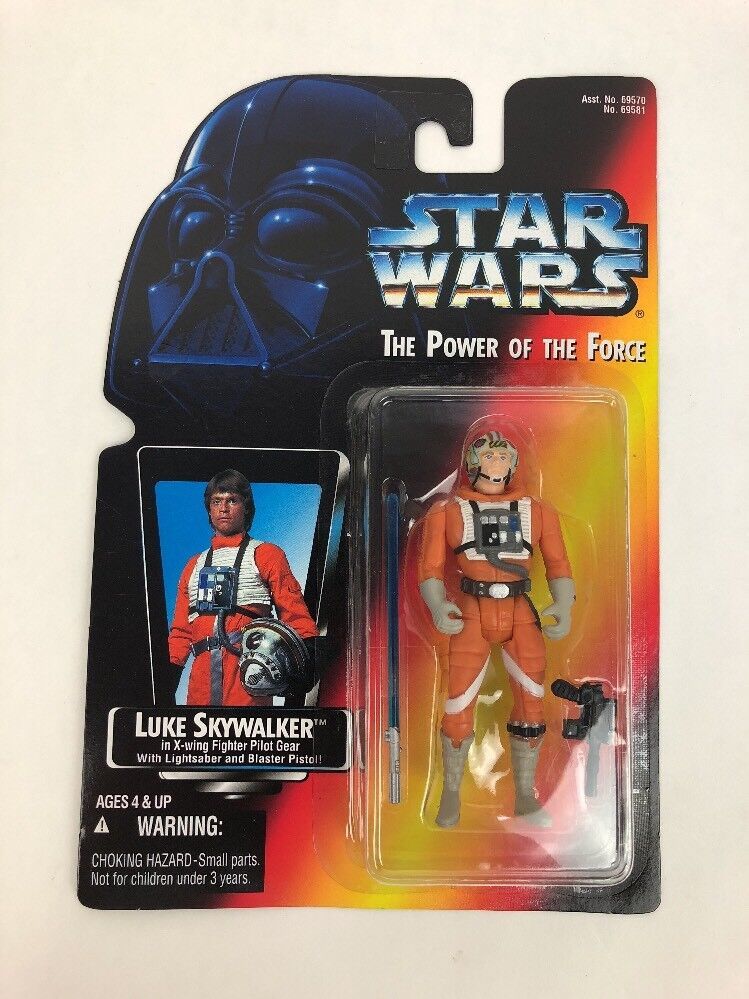 Asst. No. 69570
No. 69581
STAR
WARS®
THE POWER OF THE FORCE
LUKE SKYWALKER™
in X-wing Fighter Pilot Gear
With Lightsaber and Blaster Pistol!
AGES 4 & UP
⚠ WARNING:
CHOKING HAZARD-Small parts.
Not for children under 3 years.